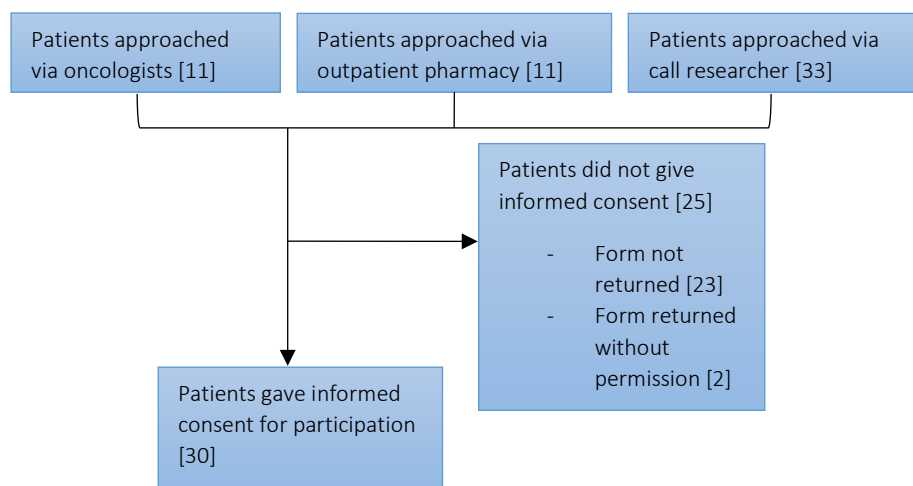 Patients approached
via oncologists [11]
Patients approached via
outpatient pharmacy [11]
Patients approached via
call researcher [33]
Patients did not give
informed consent [25]
- Form not
returned [23]
- Form returned
without
permission [2]
Patients gave informed
consent for participation
[30]